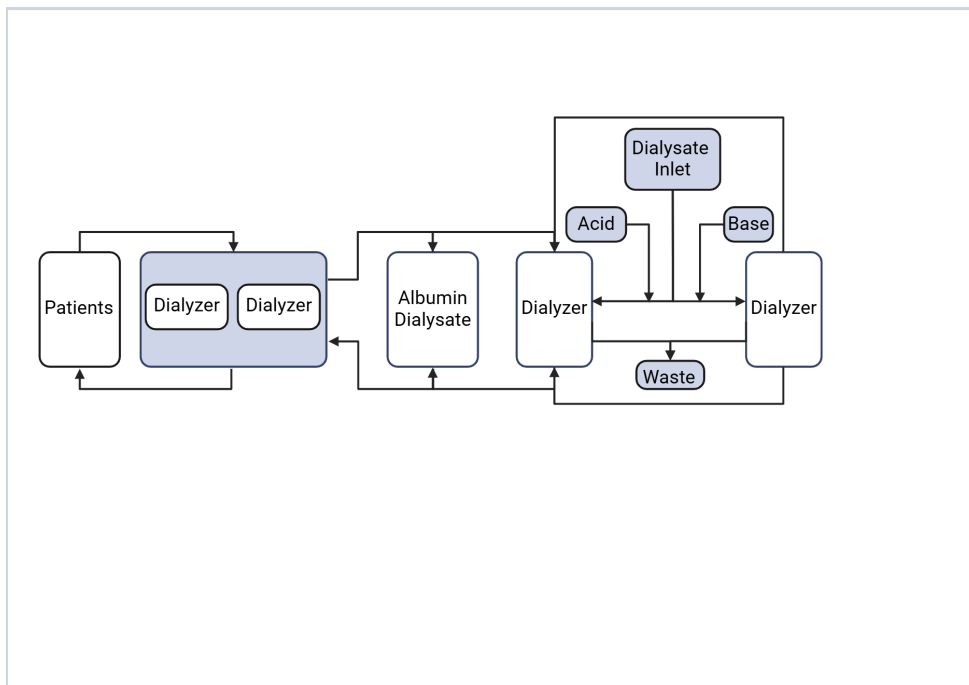 Dialysate
Inlet
Acid
Base
Patients
Dialyzer
Dialyzer
Albumin
Dialysate
Dialyzer
Dialyzer
Waste